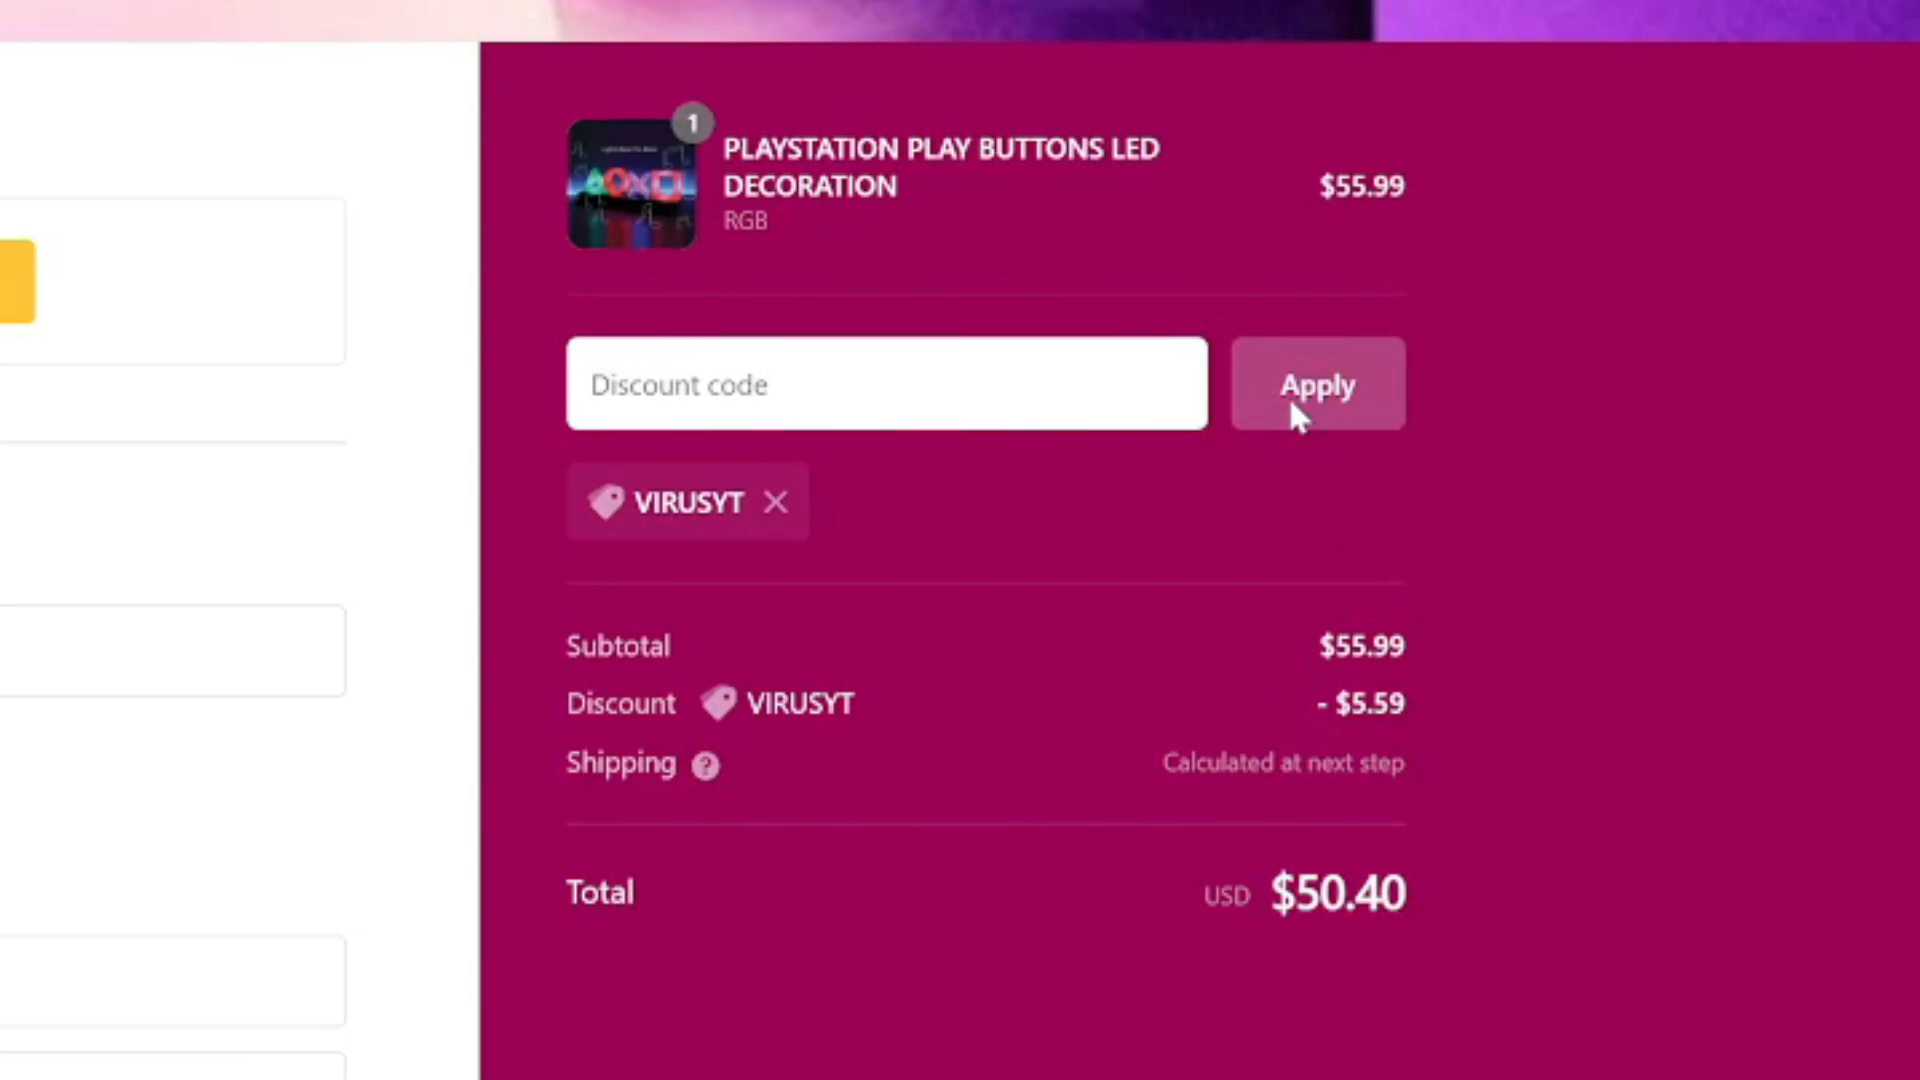 1
PLAYSTATION PLAY BUTTONS LED
DECORATION
$55.99
RGB
Discount code
Apply
VIRUSYT
Subtotal $55.99
Discount VIRUSYT - $5.59
Shipping ? Calculated at next step
Total USD $50.40